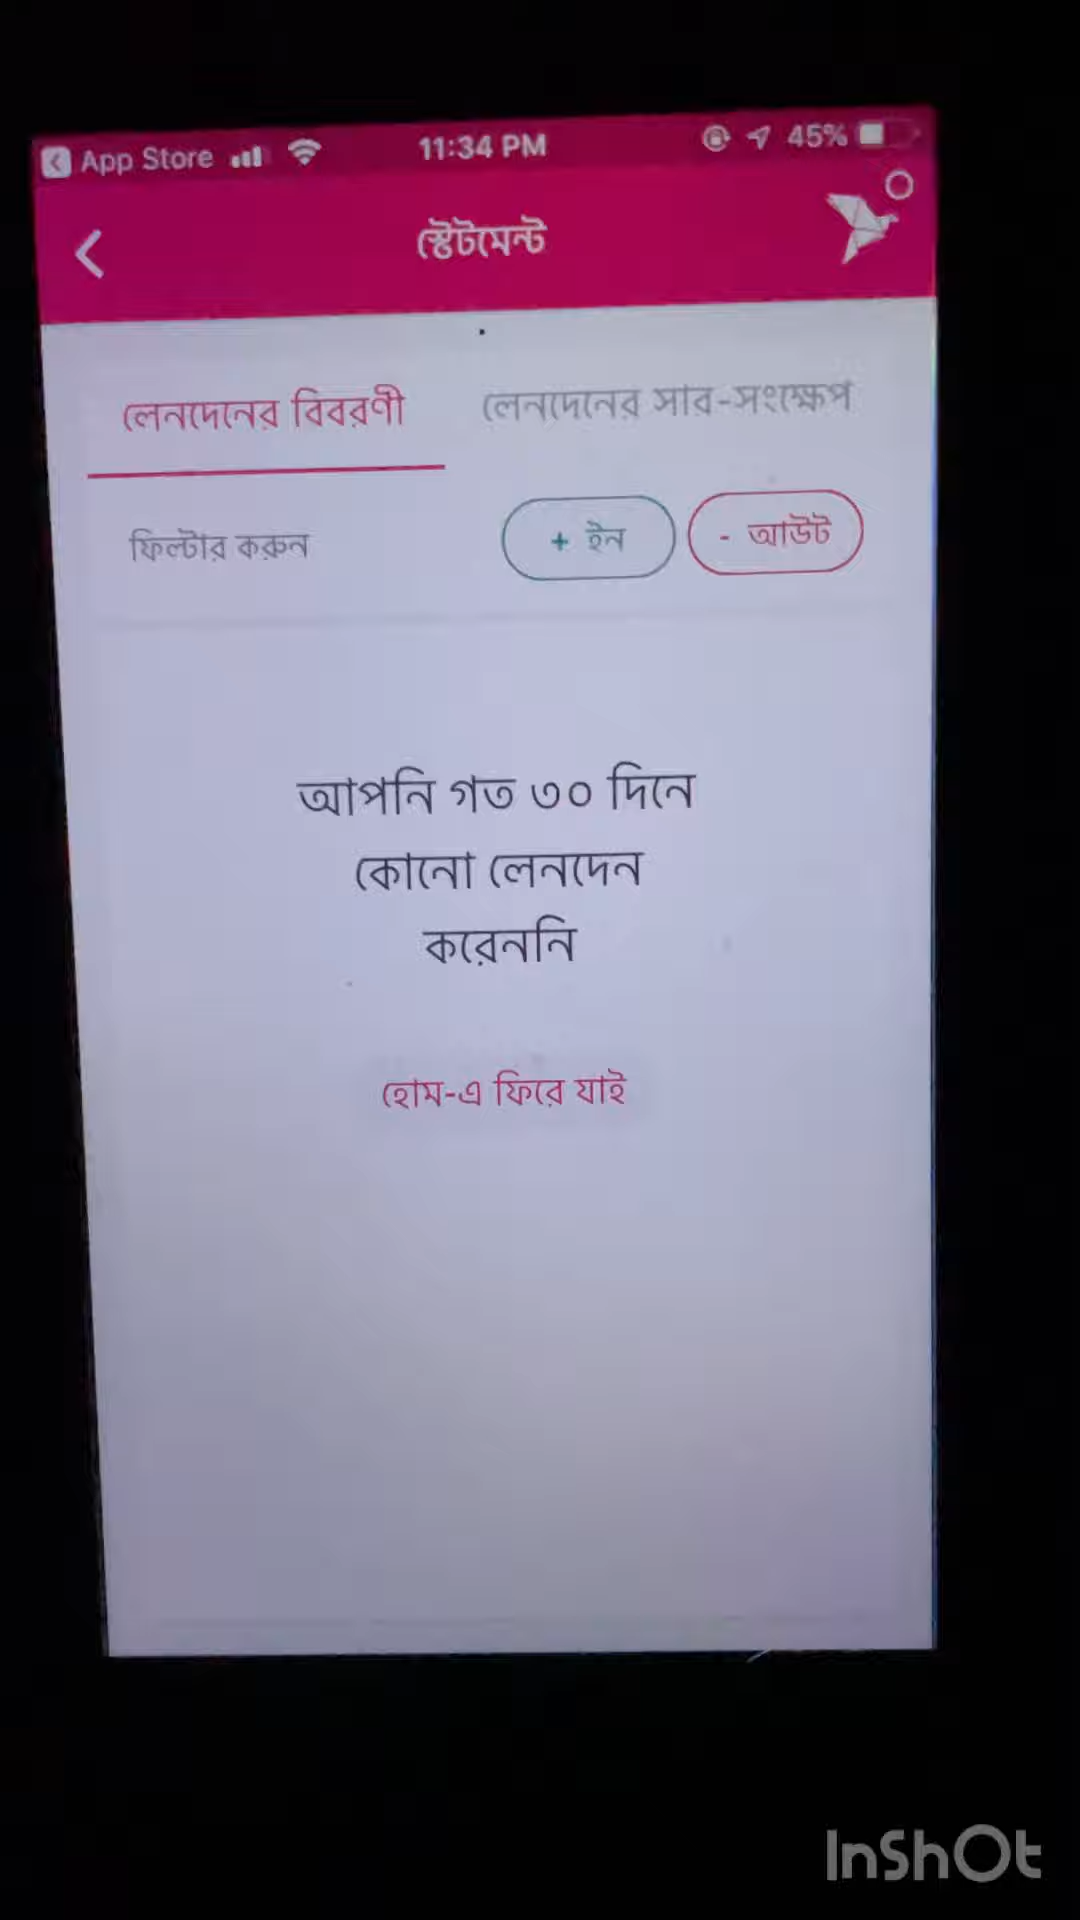 App Store
11:34 PM
45%
স্টেটমেন্ট
লেনদেনের বিবরণী
লেনদেনের সার-সংক্ষেপ
ফিল্টার করুন
+ ইন
- আউট
আপনি গত ৩০ দিনে
কোনো লেনদেন
করেননি
হোম-এ ফিরে যাই
InShOt